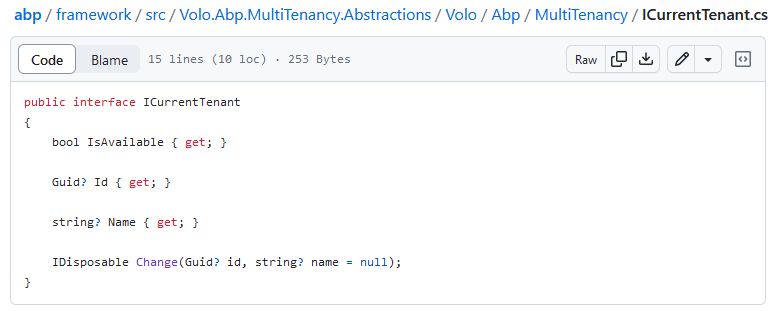 abp / framework / src / Volo.Abp.MultiTenancy.Abstractions / Volo / Abp / MultiTenancy / ICurrentTenant.cs
Code Blame 15 lines (10 loc) · 253 Bytes Raw
public interface ICurrentTenant
{
    bool IsAvailable { get; }
    Guid? Id { get; }
    string? Name { get; }
    IDisposable Change(Guid? id, string? name = null);
}